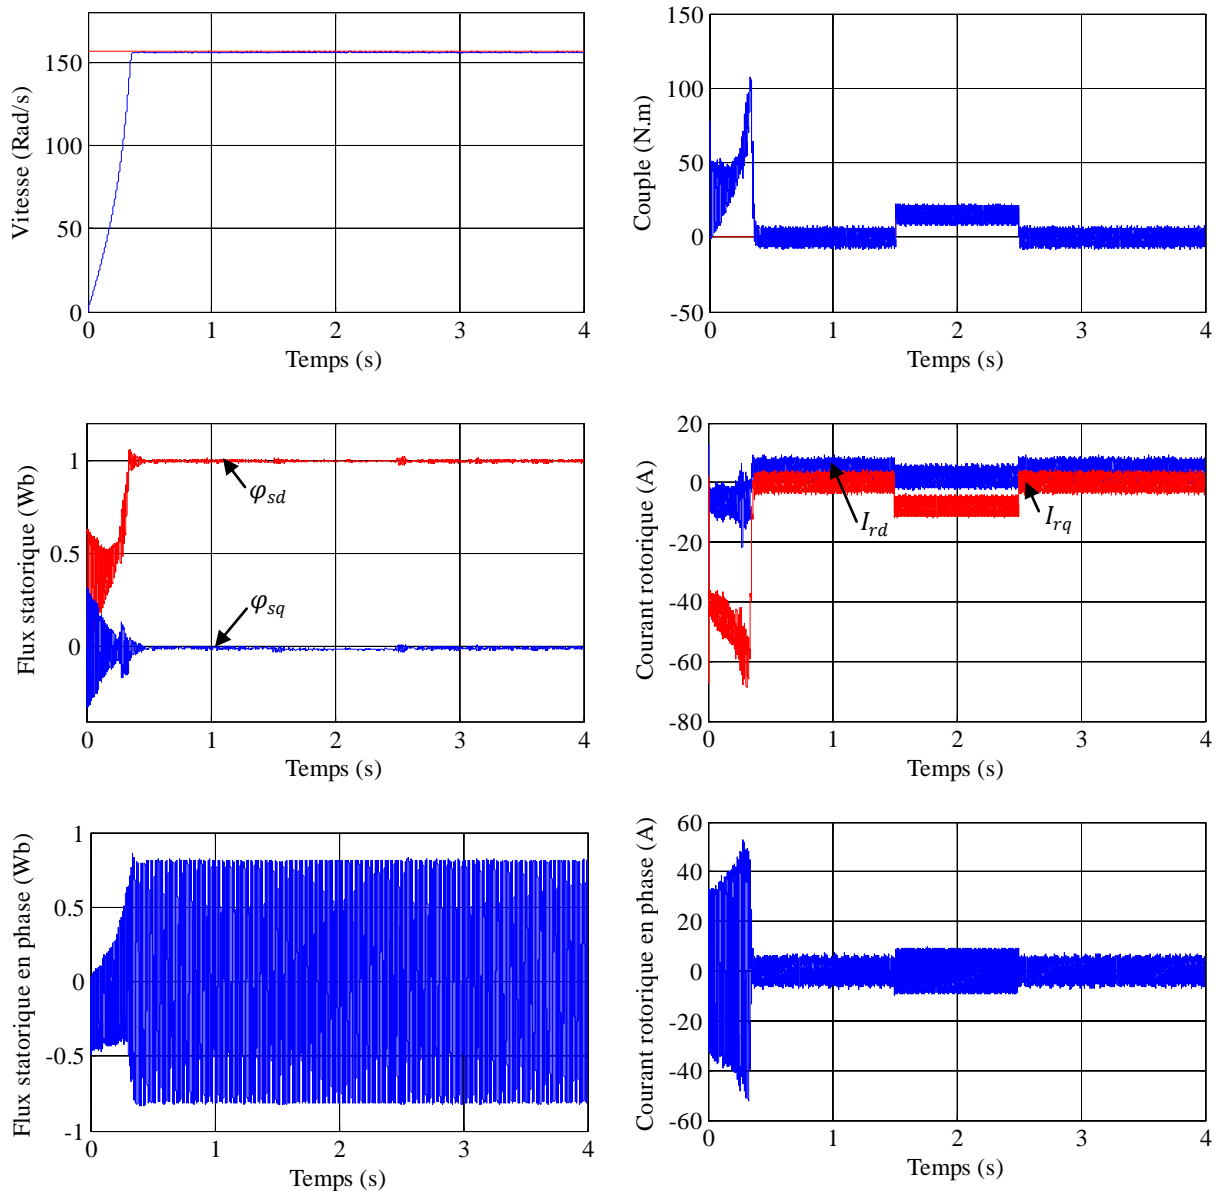 Vitesse (Rad/s)
150
100
50
0
0 1 2 3 4
Temps (s)
Couple (N.m)
150
100
50
0
-50
0 1 2 3 4
Temps (s)
Flux statorique (Wb)
1
0.5
0
φsd
φsq
0 1 2 3 4
Temps (s)
Courant rotorique (A)
20
0
-20
-40
-60
-80
Ird
Irq
0 1 2 3 4
Temps (s)
Flux statorique en phase (Wb)
1
0.5
0
-0.5
-1
0 1 2 3 4
Temps (s)
Courant rotorique en phase (A)
60
40
20
0
-20
-40
-60
0 1 2 3 4
Temps (s)